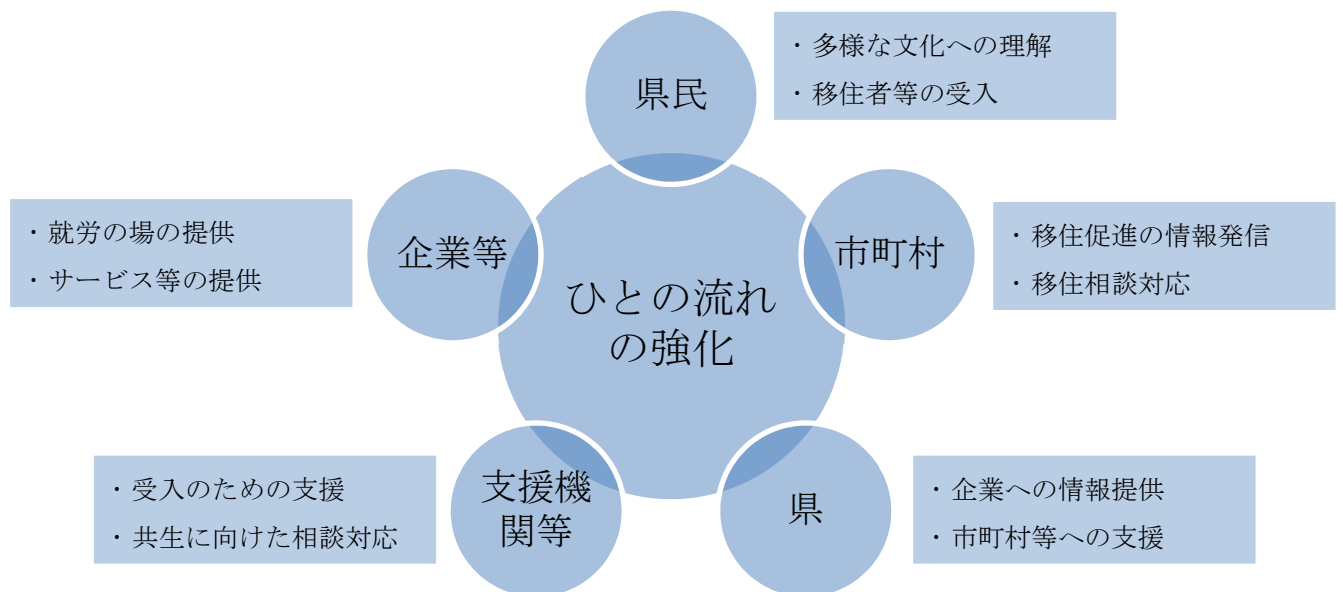 県民
・多様な文化への理解
・移住者等の受入
企業等
・就労の場の提供
・サービス等の提供
市町村
・移住促進の情報発信
・移住相談対応
ひとの流れ
の強化
支援機
関等
・受入のための支援
・共生に向けた相談対応
県
・企業への情報提供
・市町村等への支援